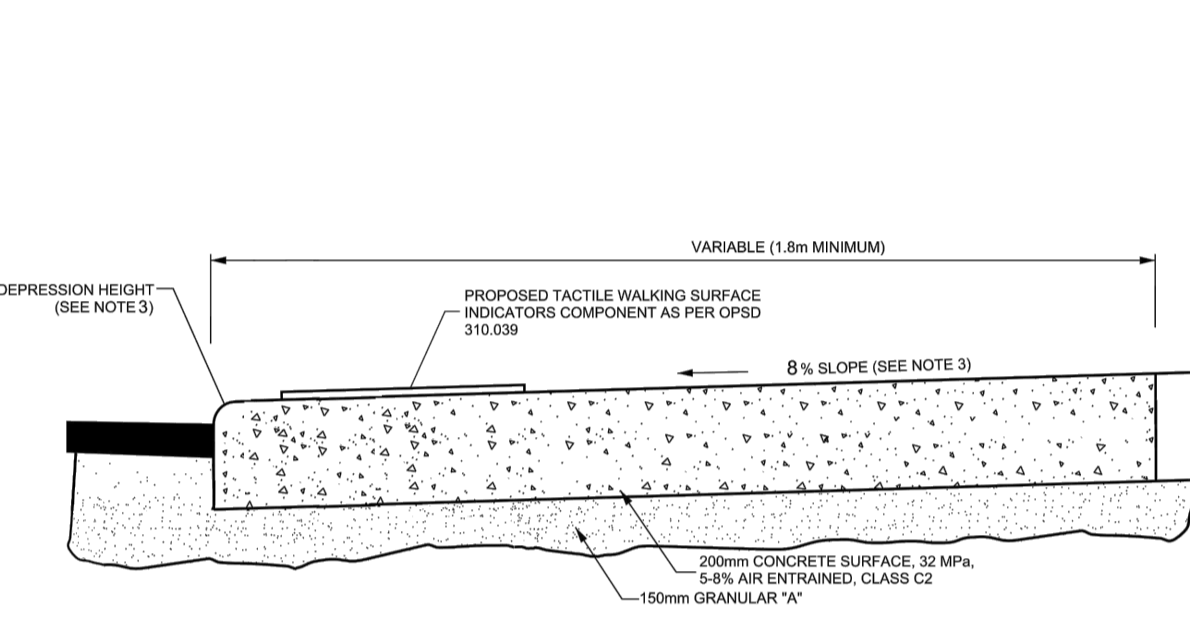 VARIABLE (1.8m MINIMUM)
DEPRESSION HEIGHT
(SEE NOTE 3)
PROPOSED TACTILE WALKING SURFACE
INDICATORS COMPONENT AS PER OPSD
310.039
8% SLOPE (SEE NOTE 3)
200mm CONCRETE SURFACE, 32 MPa,
5-8% AIR ENTRAINED, CLASS C2
150mm GRANULAR "A"